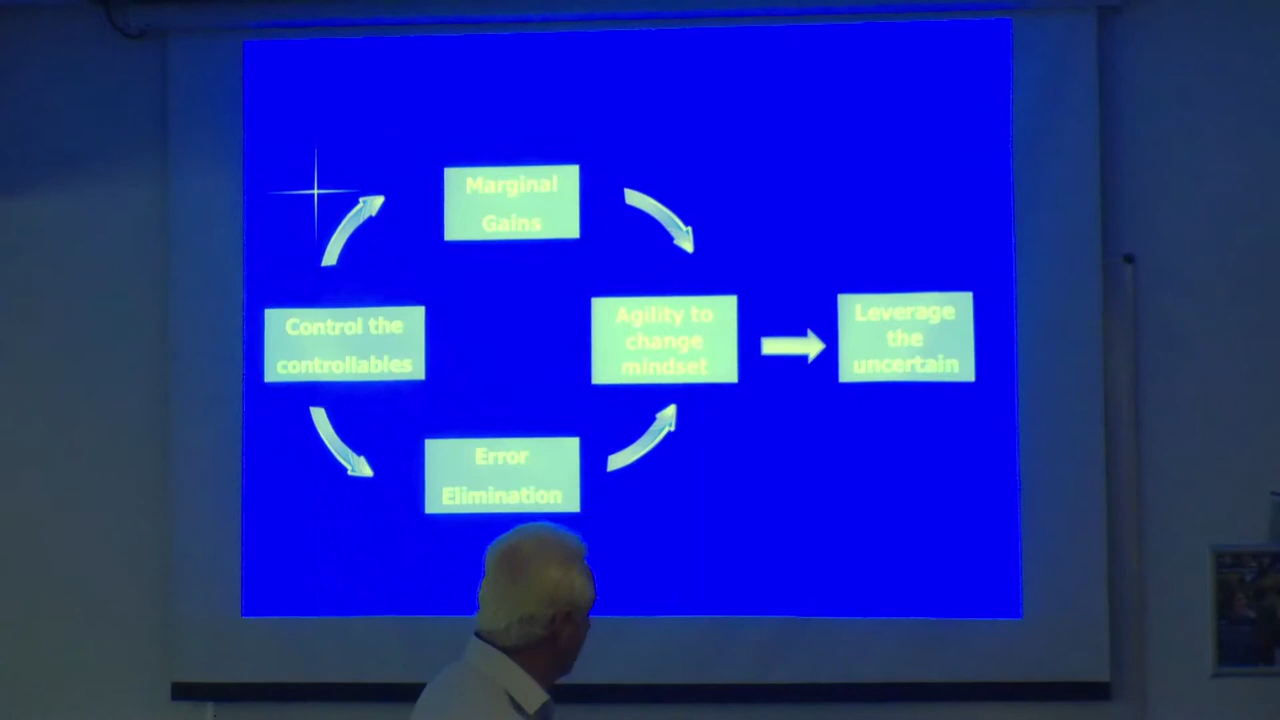 Marginal
Gains
Control the
controllables
Agility to
change
mindset
Leverage
the
uncertain
Error
Elimination